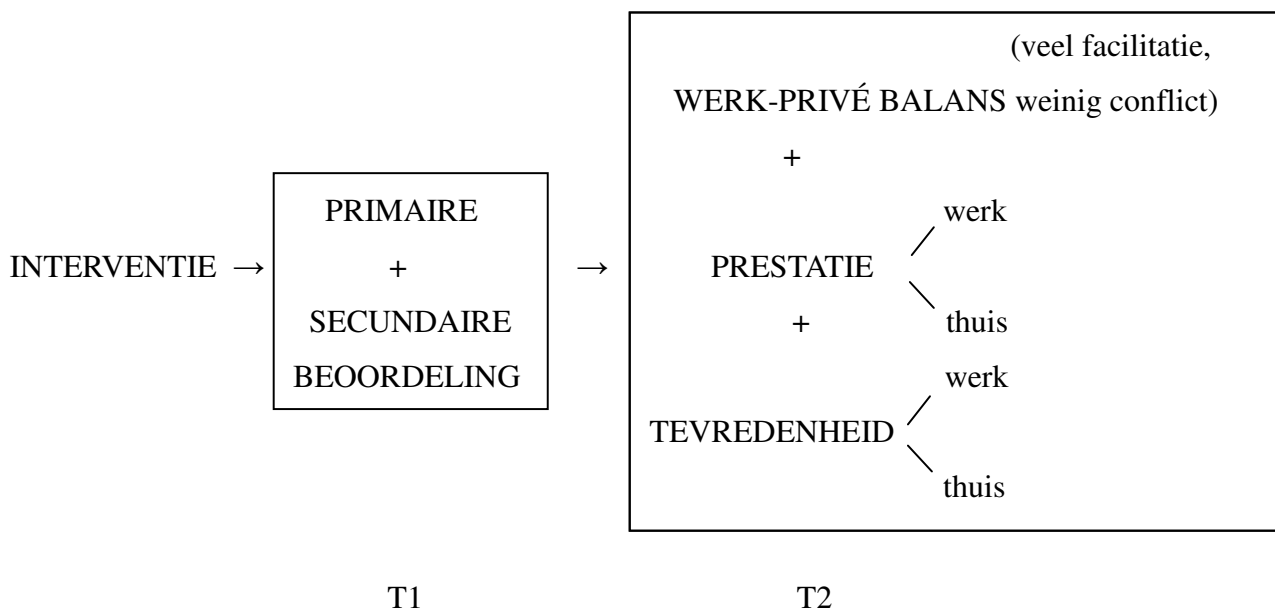 (veel facilitatie,
WERK-PRIVÉ BALANS weinig conflict)
+
PRIMAIRE
werk
INTERVENTIE →
+
→
PRESTATIE
SECUNDAIRE
+
thuis
BEOORDELING
werk
TEVREDENHEID
thuis
T1
T2